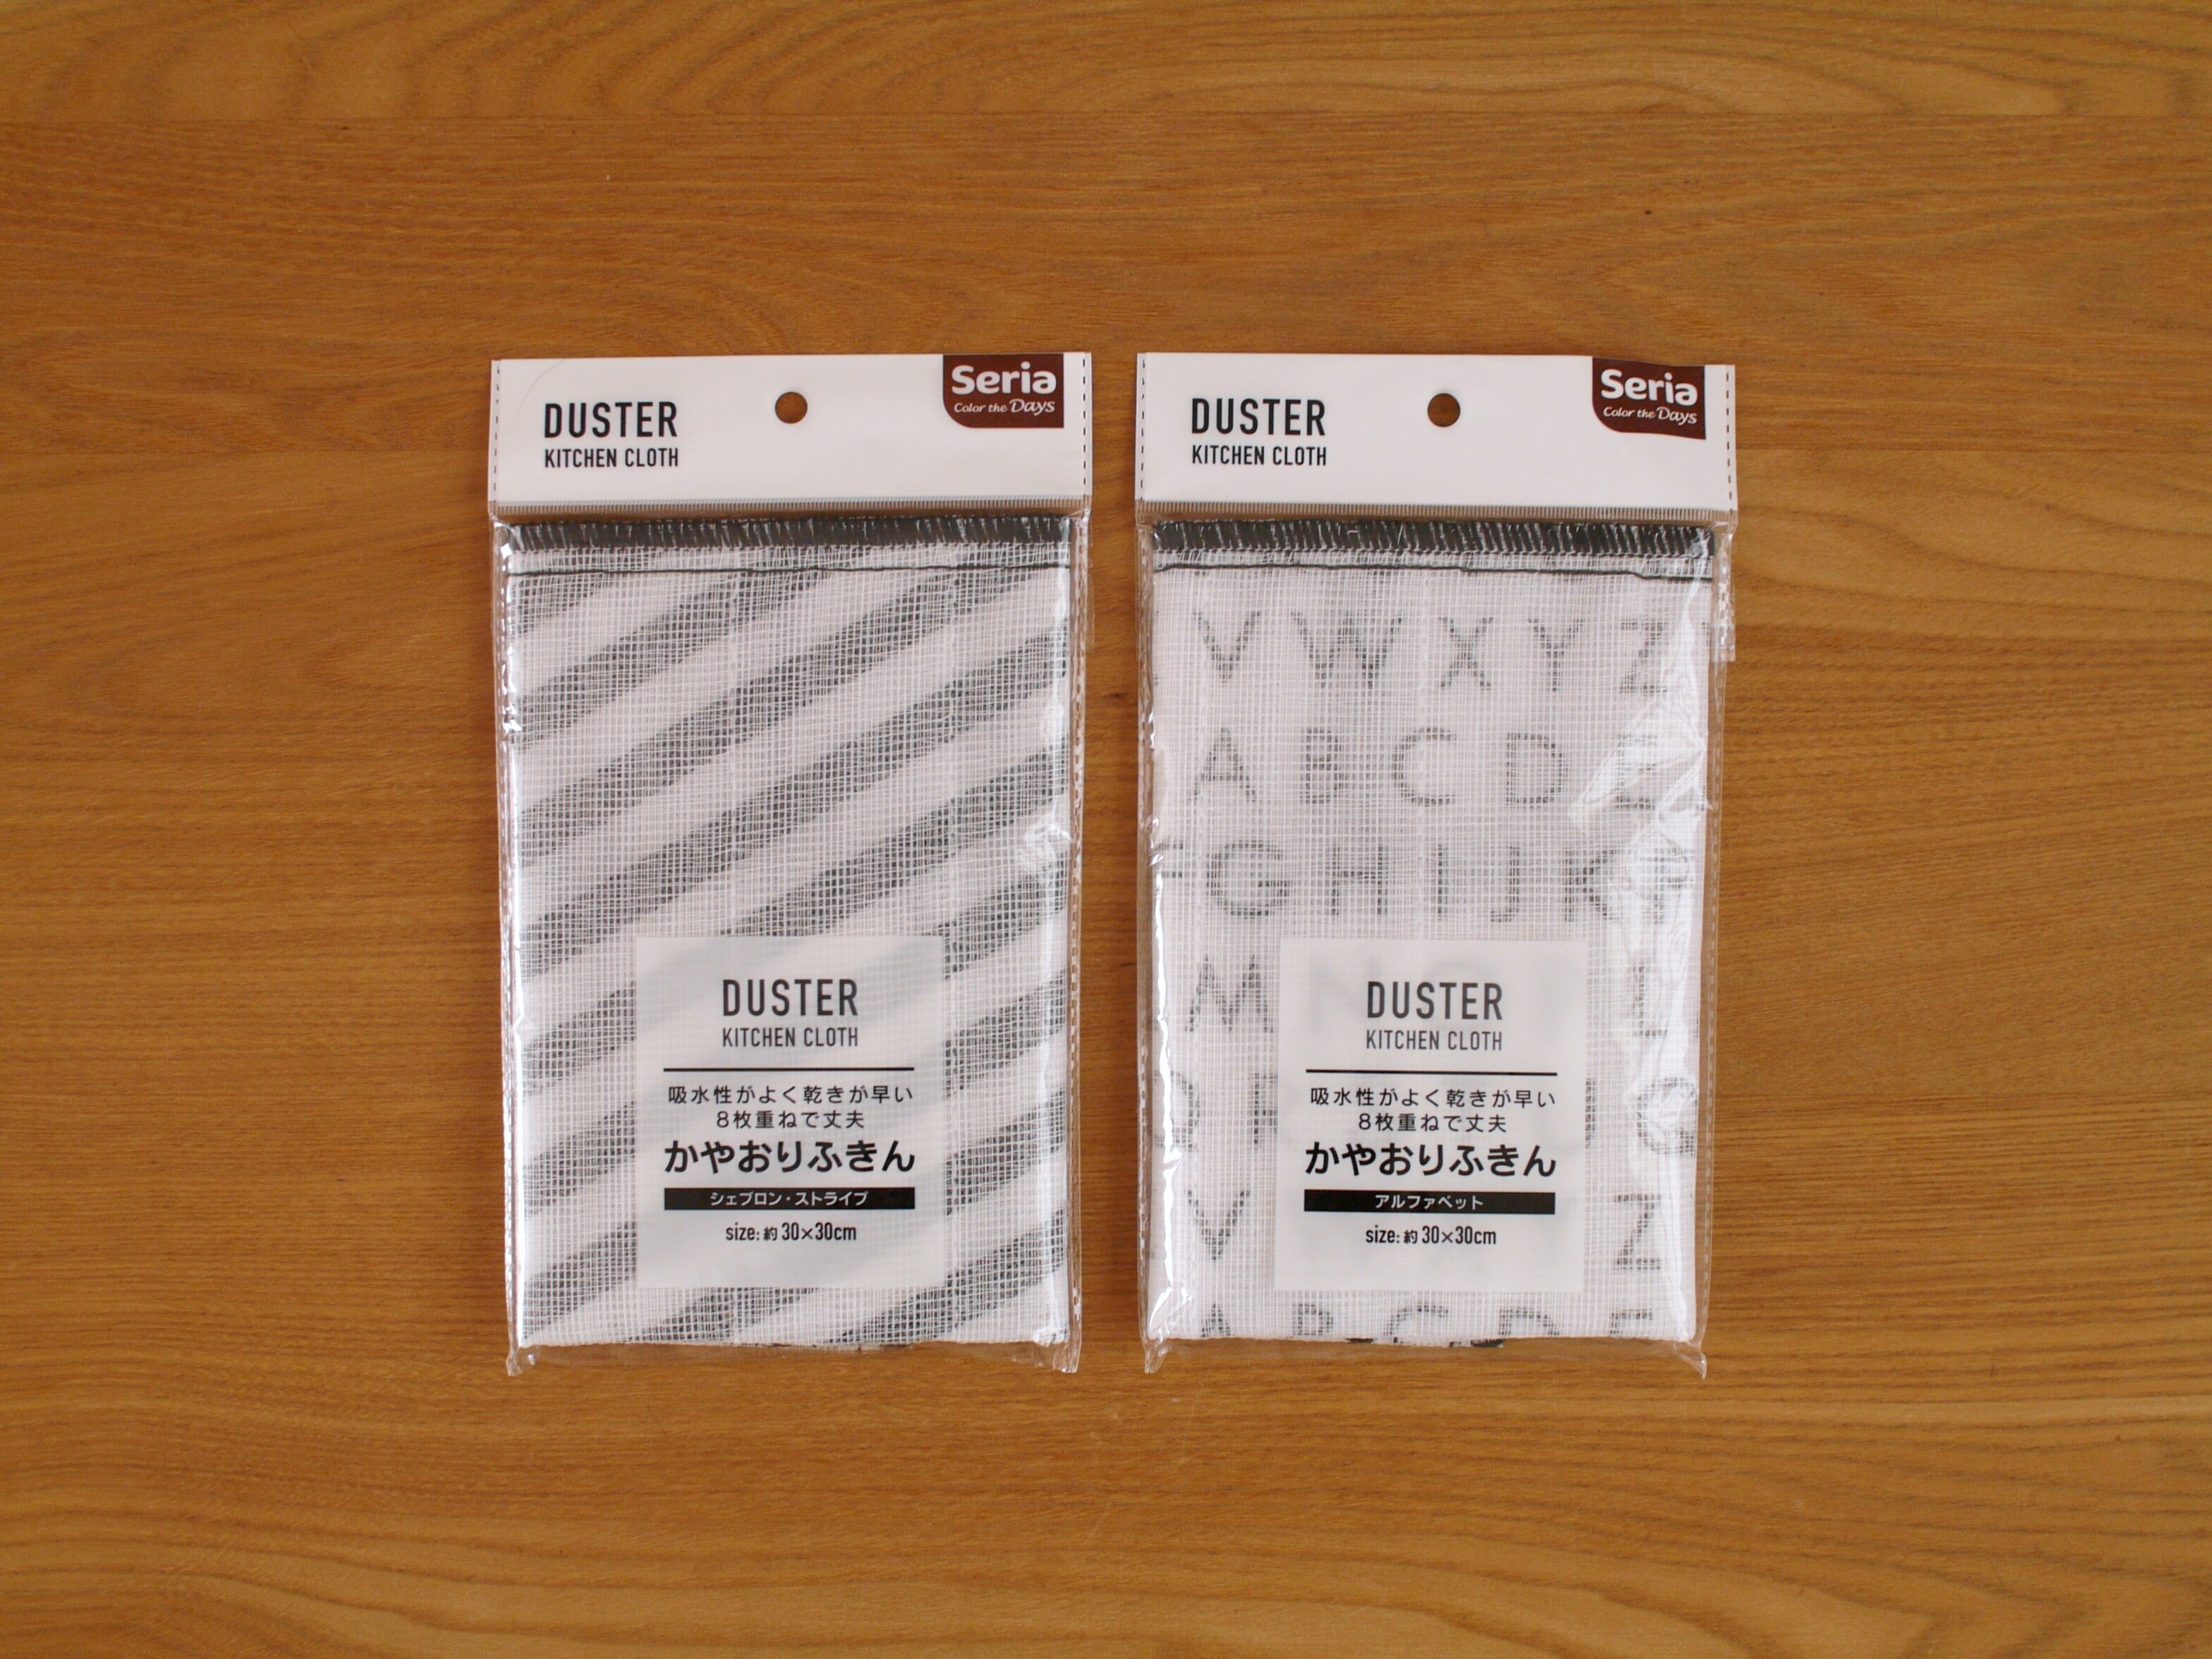 DUSTER
KITCHEN CLOTH
Seria
Color the Days
DUSTER
KITCHEN CLOTH
吸水性がよく乾きが早い
8枚重ねで丈夫
かやおりふきん
シェブロン・ストライプ
size: 約30×30cm
DUSTER
KITCHEN CLOTH
Seria
Color the Days
V W X Y Z
A B C D E
F G H I J K L
M
V Z
A B C D E
DUSTER
KITCHEN CLOTH
吸水性がよく乾きが早い
8枚重ねで丈夫
かやおりふきん
アルファベット
size: 約30×30cm